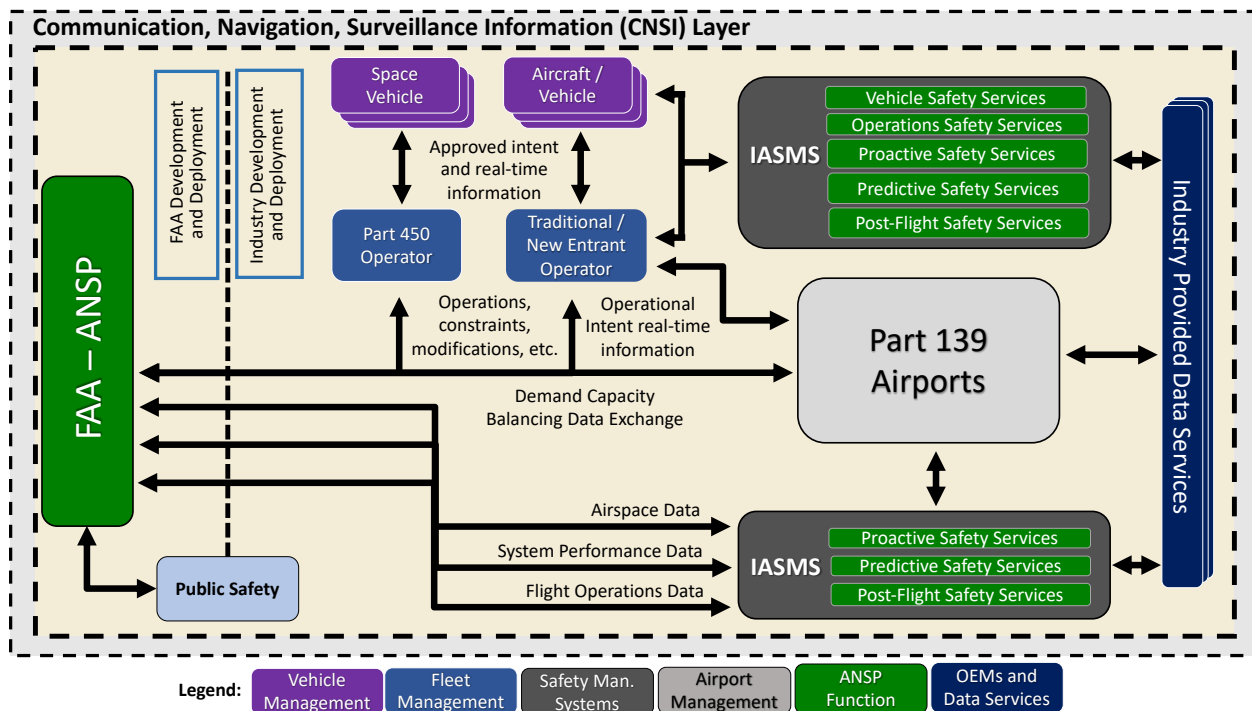 Communication, Navigation, Surveillance Information (CNSI) Layer
FAA Development
and Deployment
Industry Development
and Deployment
Space
Vehicle
Aircraft /
Vehicle
Approved intent
and real-time
information
Part 450
Operator
Traditional /
New Entrant
Operator
IASMS
Vehicle Safety Services
Operations Safety Services
Proactive Safety Services
Predictive Safety Services
Post-Flight Safety Services
Industry Provided Data Services
FAA – ANSP
Operations,
constraints,
modifications, etc.
Operational
Intent real-time
information
Part 139
Airports
Demand Capacity
Balancing Data Exchange
Airspace Data
System Performance Data
Flight Operations Data
IASMS
Proactive Safety Services
Predictive Safety Services
Post-Flight Safety Services
Public Safety
Legend:
Vehicle
Management
Fleet
Management
Safety Man.
Systems
Airport
Management
ANSP
Function
OEMs and
Data Services